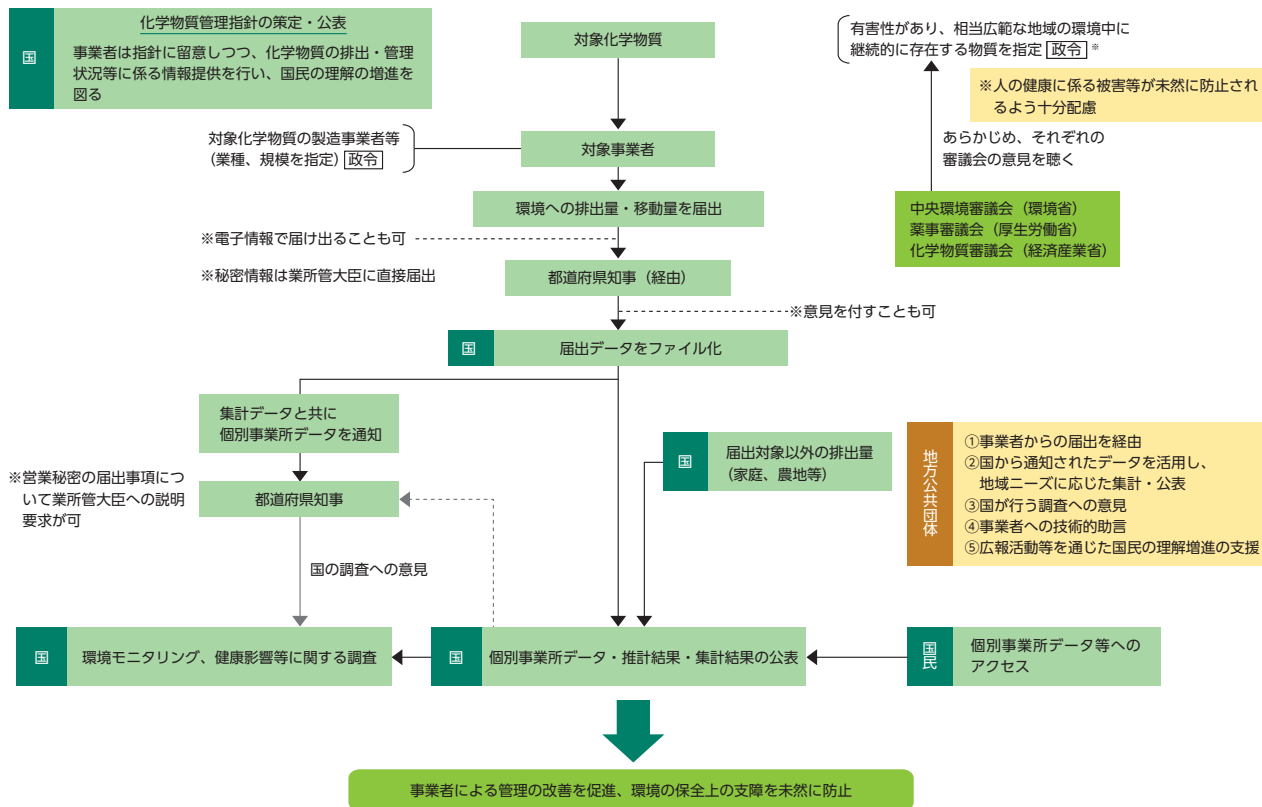 化学物質管理指針の策定・公表
国
事業者は指針に留意しつつ、化学物質の排出・管理
状況等に係る情報提供を行い、国民の理解の増進を
図る
対象化学物質
有害性があり、相当広範な地域の環境中に
継続的に存在する物質を指定 政令 ※
※人の健康に係る被害等が未然に防止され
るよう十分配慮
あらかじめ、それぞれの
審議会の意見を聴く
中央環境審議会（環境省）
薬事審議会（厚生労働省）
化学物質審議会（経済産業省）
対象化学物質の製造事業者等
（業種、規模を指定）政令
対象事業者
環境への排出量・移動量を届出
※電子情報で届け出ることも可
※秘密情報は業所管大臣に直接届出
都道府県知事（経由）
※意見を付すことも可
国
届出データをファイル化
集計データと共に
個別事業所データを通知
※営業秘密の届出事項につ
いて業所管大臣への説明
要求が可
都道府県知事
国の調査への意見
国
届出対象以外の排出量
（家庭、農地等）
地方公共団体
①事業者からの届出を経由
②国から通知されたデータを活用し、
地域ニーズに応じた集計・公表
③国が行う調査への意見
④事業者への技術的助言
⑤広報活動等を通じた国民の理解増進の支援
国
環境モニタリング、健康影響等に関する調査
国
個別事業所データ・推計結果・集計結果の公表
国民
個別事業所データ等への
アクセス
事業者による管理の改善を促進、環境の保全上の支障を未然に防止